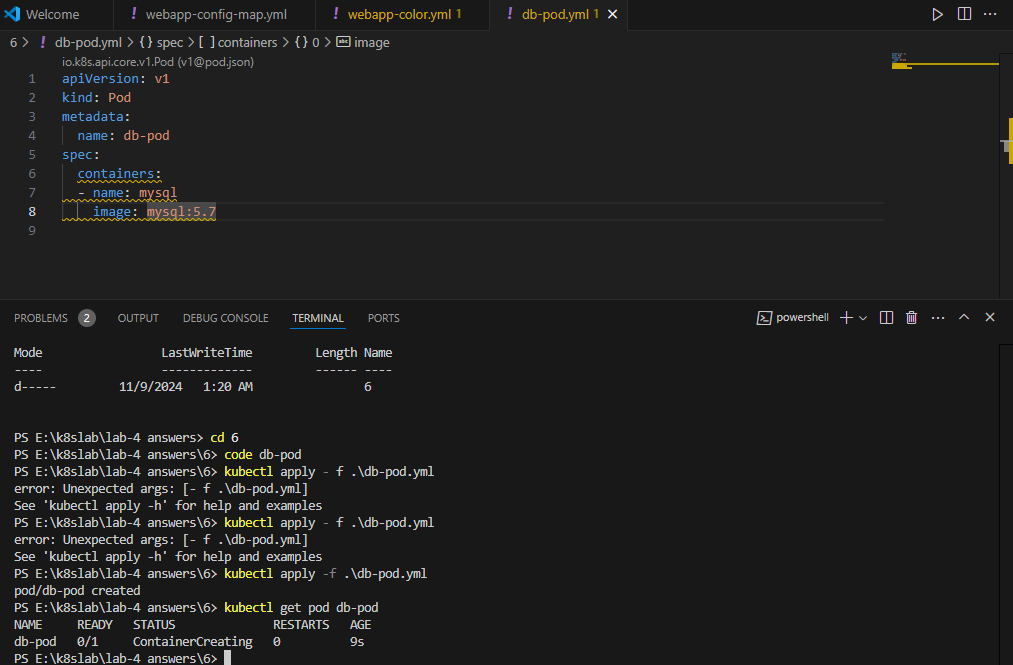 Welcome ! webapp-config-map.yml ! webapp-color.yml 1 ! db-pod.yml 1
6 > ! db-pod.yml > {} spec > [ ] containers > {} 0 > abc image
io.k8s.api.core.v1.Pod (v1@pod.json)
1 apiVersion: v1
2 kind: Pod
3 metadata:
4   name: db-pod
5 spec:
6   containers:
7   - name: mysql
8     image: mysql:5.7
9
PROBLEMS 2 OUTPUT DEBUG CONSOLE TERMINAL PORTS powershell
Mode                 LastWriteTime         Length Name
----                 -------------         ------ ----
d-----         11/9/2024   1:20 AM                6
PS E:\k8slab\lab-4 answers> cd 6
PS E:\k8slab\lab-4 answers\6> code db-pod
PS E:\k8slab\lab-4 answers\6> kubectl apply - f .\db-pod.yml
error: Unexpected args: [- f .\db-pod.yml]
See 'kubectl apply -h' for help and examples
PS E:\k8slab\lab-4 answers\6> kubectl apply - f .\db-pod.yml
error: Unexpected args: [- f .\db-pod.yml]
See 'kubectl apply -h' for help and examples
PS E:\k8slab\lab-4 answers\6> kubectl apply -f .\db-pod.yml
pod/db-pod created
PS E:\k8slab\lab-4 answers\6> kubectl get pod db-pod
NAME     READY   STATUS              RESTARTS   AGE
db-pod   0/1     ContainerCreating   0          9s
PS E:\k8slab\lab-4 answers\6>